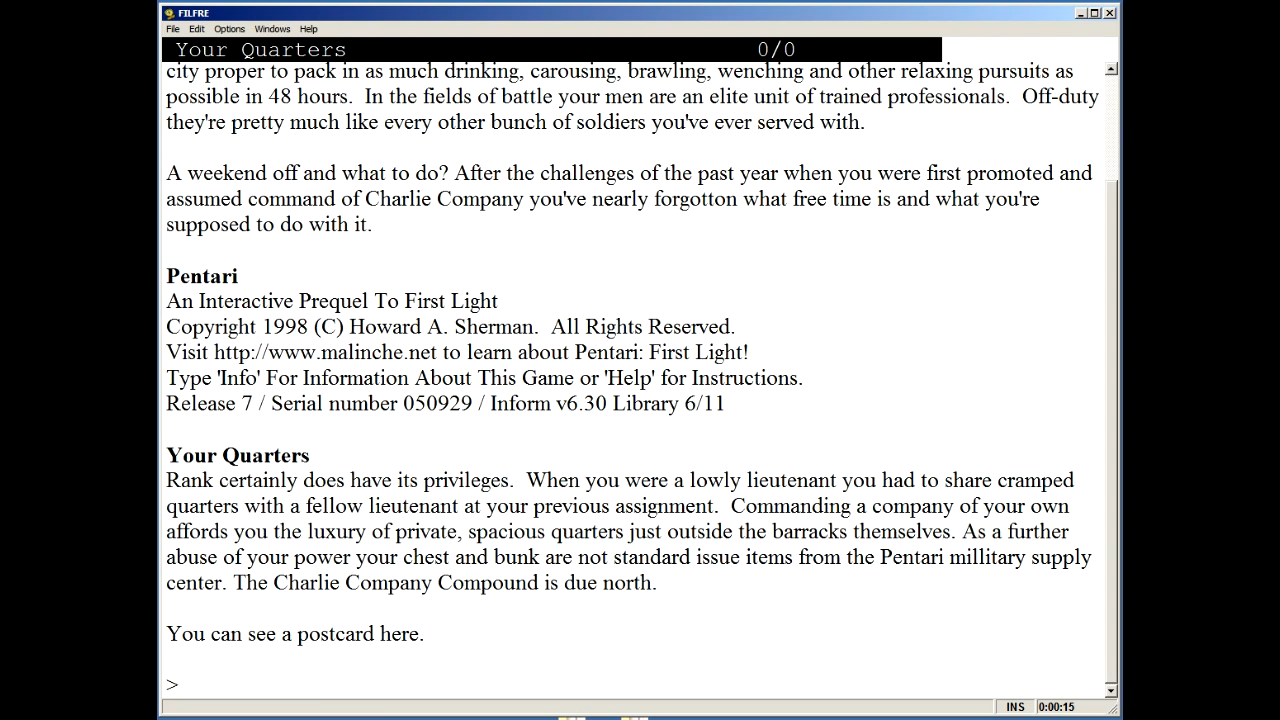 FILFRE
File Edit Options Windows Help
Your Quarters 0/0
city proper to pack in as much drinking, carousing, brawling, wenching and other relaxing pursuits as
possible in 48 hours.  In the fields of battle your men are an elite unit of trained professionals.  Off-duty
they're pretty much like every other bunch of soldiers you've ever served with.
A weekend off and what to do? After the challenges of the past year when you were first promoted and
assumed command of Charlie Company you've nearly forgotton what free time is and what you're
supposed to do with it.
Pentari
An Interactive Prequel To First Light
Copyright 1998 (C) Howard A. Sherman.  All Rights Reserved.
Visit http://www.malinche.net to learn about Pentari: First Light!
Type 'Info' For Information About This Game or 'Help' for Instructions.
Release 7 / Serial number 050929 / Inform v6.30 Library 6/11
Your Quarters
Rank certainly does have its privileges.  When you were a lowly lieutenant you had to share cramped
quarters with a fellow lieutenant at your previous assignment.  Commanding a company of your own
affords you the luxury of private, spacious quarters just outside the barracks themselves. As a further
abuse of your power your chest and bunk are not standard issue items from the Pentari millitary supply
center. The Charlie Company Compound is due north.
You can see a postcard here.
>
INS 0:00:15